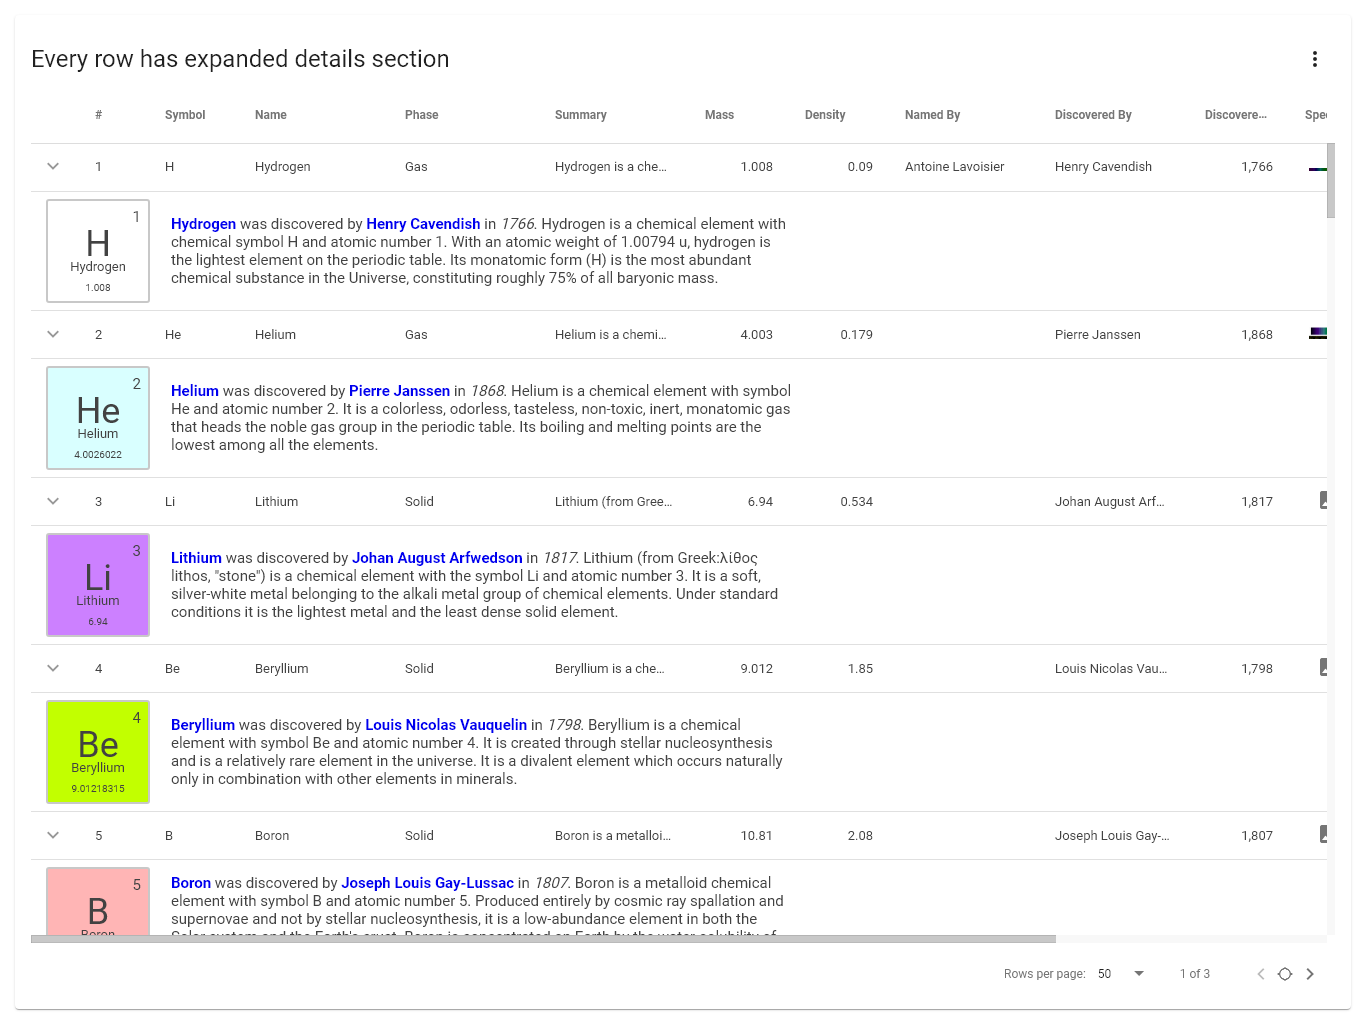 Every row has expanded details section
# Symbol Name Phase Summary Mass Density Named By Discovered By Discovere...
1 H Hydrogen Gas Hydrogen is a che... 1.008 0.09 Antoine Lavoisier Henry Cavendish 1,766
1
H
Hydrogen
1.008
Hydrogen was discovered by Henry Cavendish in 1766. Hydrogen is a chemical element with
chemical symbol H and atomic number 1. With an atomic weight of 1.00794 u, hydrogen is
the lightest element on the periodic table. Its monatomic form (H) is the most abundant
chemical substance in the Universe, constituting roughly 75% of all baryonic mass.
2 He Helium Gas Helium is a chemi... 4.003 0.179 Pierre Janssen 1,868
2
He
Helium
4.0026022
Helium was discovered by Pierre Janssen in 1868. Helium is a chemical element with symbol
He and atomic number 2. It is a colorless, odorless, tasteless, non-toxic, inert, monatomic gas
that heads the noble gas group in the periodic table. Its boiling and melting points are the
lowest among all the elements.
3 Li Lithium Solid Lithium (from Gree... 6.94 0.534 Johan August Arf... 1,817
3
Li
Lithium
6.94
Lithium was discovered by Johan August Arfwedson in 1817. Lithium (from Greek:λίθος
lithos, "stone") is a chemical element with the symbol Li and atomic number 3. It is a soft,
silver-white metal belonging to the alkali metal group of chemical elements. Under standard
conditions it is the lightest metal and the least dense solid element.
4 Be Beryllium Solid Beryllium is a che... 9.012 1.85 Louis Nicolas Vau... 1,798
4
Be
Beryllium
9.01218315
Beryllium was discovered by Louis Nicolas Vauquelin in 1798. Beryllium is a chemical
element with symbol Be and atomic number 4. It is created through stellar nucleosynthesis
and is a relatively rare element in the universe. It is a divalent element which occurs naturally
only in combination with other elements in minerals.
5 B Boron Solid Boron is a metalloi... 10.81 2.08 Joseph Louis Gay-... 1,807
5
B
Boron
Boron was discovered by Joseph Louis Gay-Lussac in 1807. Boron is a metalloid chemical
element with symbol B and atomic number 5. Produced entirely by cosmic ray spallation and
supernovae and not by stellar nucleosynthesis, it is a low-abundance element in both the
Solar system and the Earth's crust. Boron is concentrated on Earth by the water-solubility of
Rows per page: 50 1 of 3